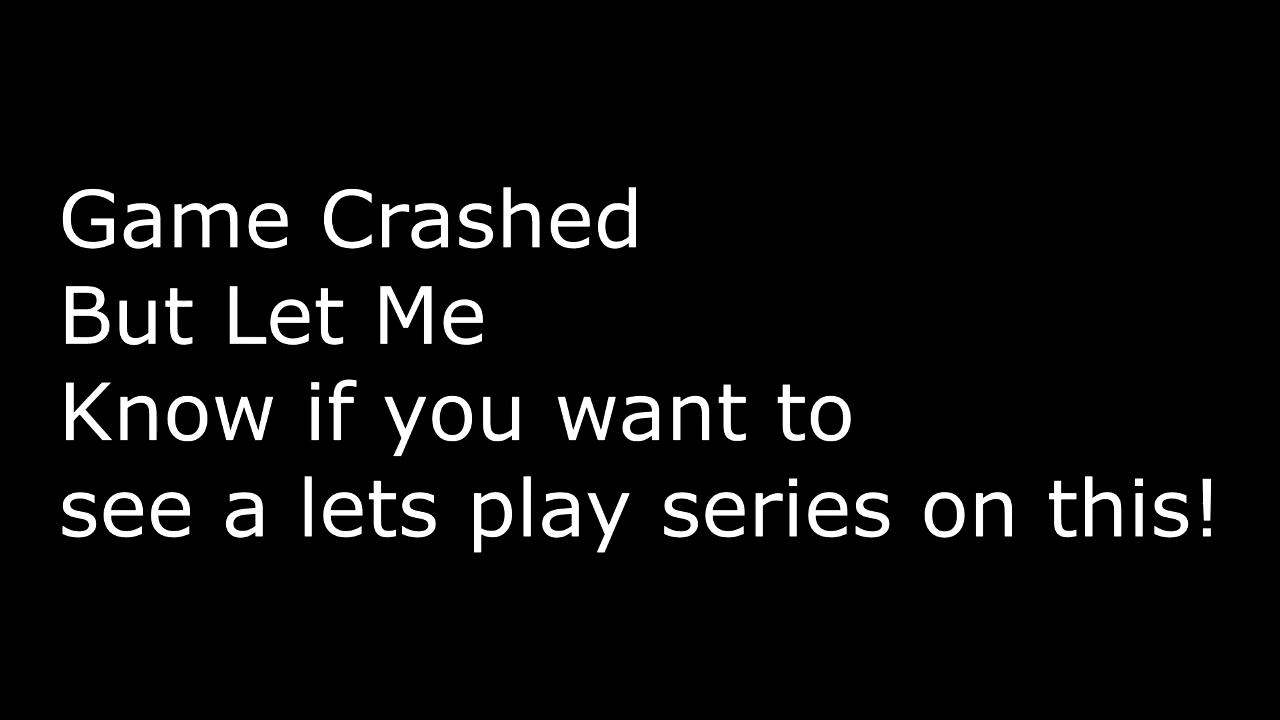 Game Crashed
But Let Me
Know if you want to
see a lets play series on this!